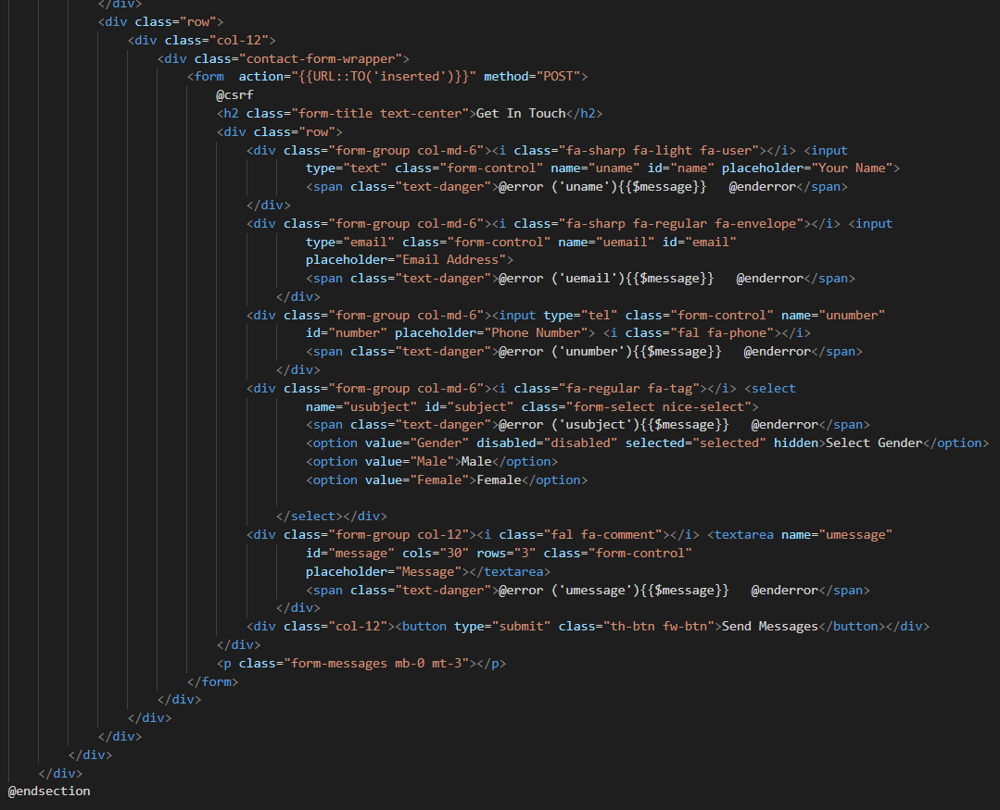 </div>
<div class="row">
<div class="col-12">
<div class="contact-form-wrapper">
<form  action="{{URL::TO('inserted')}}" method="POST">
@csrf
<h2 class="form-title text-center">Get In Touch</h2>
<div class="row">
<div class="form-group col-md-6"><i class="fa-sharp fa-light fa-user"></i> <input
type="text" class="form-control" name="uname" id="name" placeholder="Your Name">
<span class="text-danger">@error ('uname'){{$message}}   @enderror</span>
</div>
<div class="form-group col-md-6"><i class="fa-sharp fa-regular fa-envelope"></i> <input
type="email" class="form-control" name="uemail" id="email"
placeholder="Email Address">
<span class="text-danger">@error ('uemail'){{$message}}   @enderror</span>
</div>
<div class="form-group col-md-6"><input type="tel" class="form-control" name="unumber"
id="number" placeholder="Phone Number"> <i class="fal fa-phone"></i>
<span class="text-danger">@error ('unumber'){{$message}}   @enderror</span>
</div>
<div class="form-group col-md-6"><i class="fa-regular fa-tag"></i> <select
name="usubject" id="subject" class="form-select nice-select">
<span class="text-danger">@error ('usubject'){{$message}}   @enderror</span>
<option value="Gender" disabled="disabled" selected="selected" hidden>Select Gender</option>
<option value="Male">Male</option>
<option value="Female">Female</option>
</select></div>
<div class="form-group col-12"><i class="fal fa-comment"></i> <textarea name="umessage"
id="message" cols="30" rows="3" class="form-control"
placeholder="Message"></textarea>
<span class="text-danger">@error ('umessage'){{$message}}   @enderror</span>
</div>
<div class="col-12"><button type="submit" class="th-btn fw-btn">Send Messages</button></div>
</div>
<p class="form-messages mb-0 mt-3"></p>
</form>
</div>
</div>
</div>
</div>
</div>
@endsection